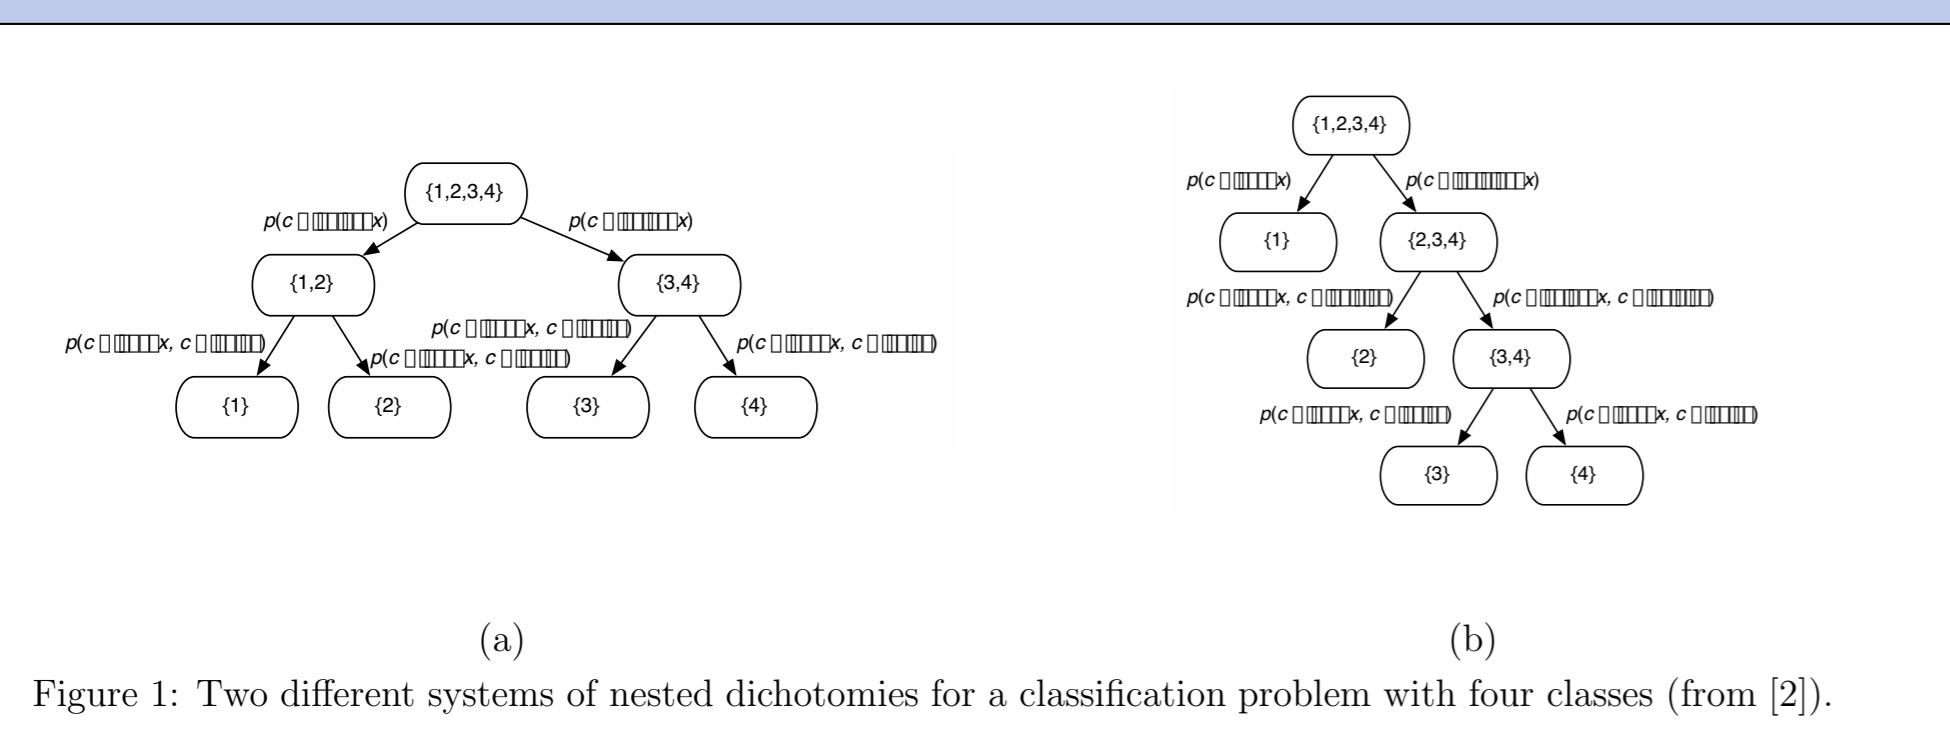 {1,2,3,4}
p(c x)
p(c x)
{1,2}
{3,4}
p(c x, c )
p(c x, c )
p(c x, c )
p(c x, c )
{1}
{2}
{3}
{4}
(a)
{1,2,3,4}
p(c x)
p(c x)
{1}
{2,3,4}
p(c x, c )
p(c x, c )
{2}
{3,4}
p(c x, c )
p(c x, c )
{3}
{4}
(b)
Figure 1: Two different systems of nested dichotomies for a classification problem with four classes (from [2]).